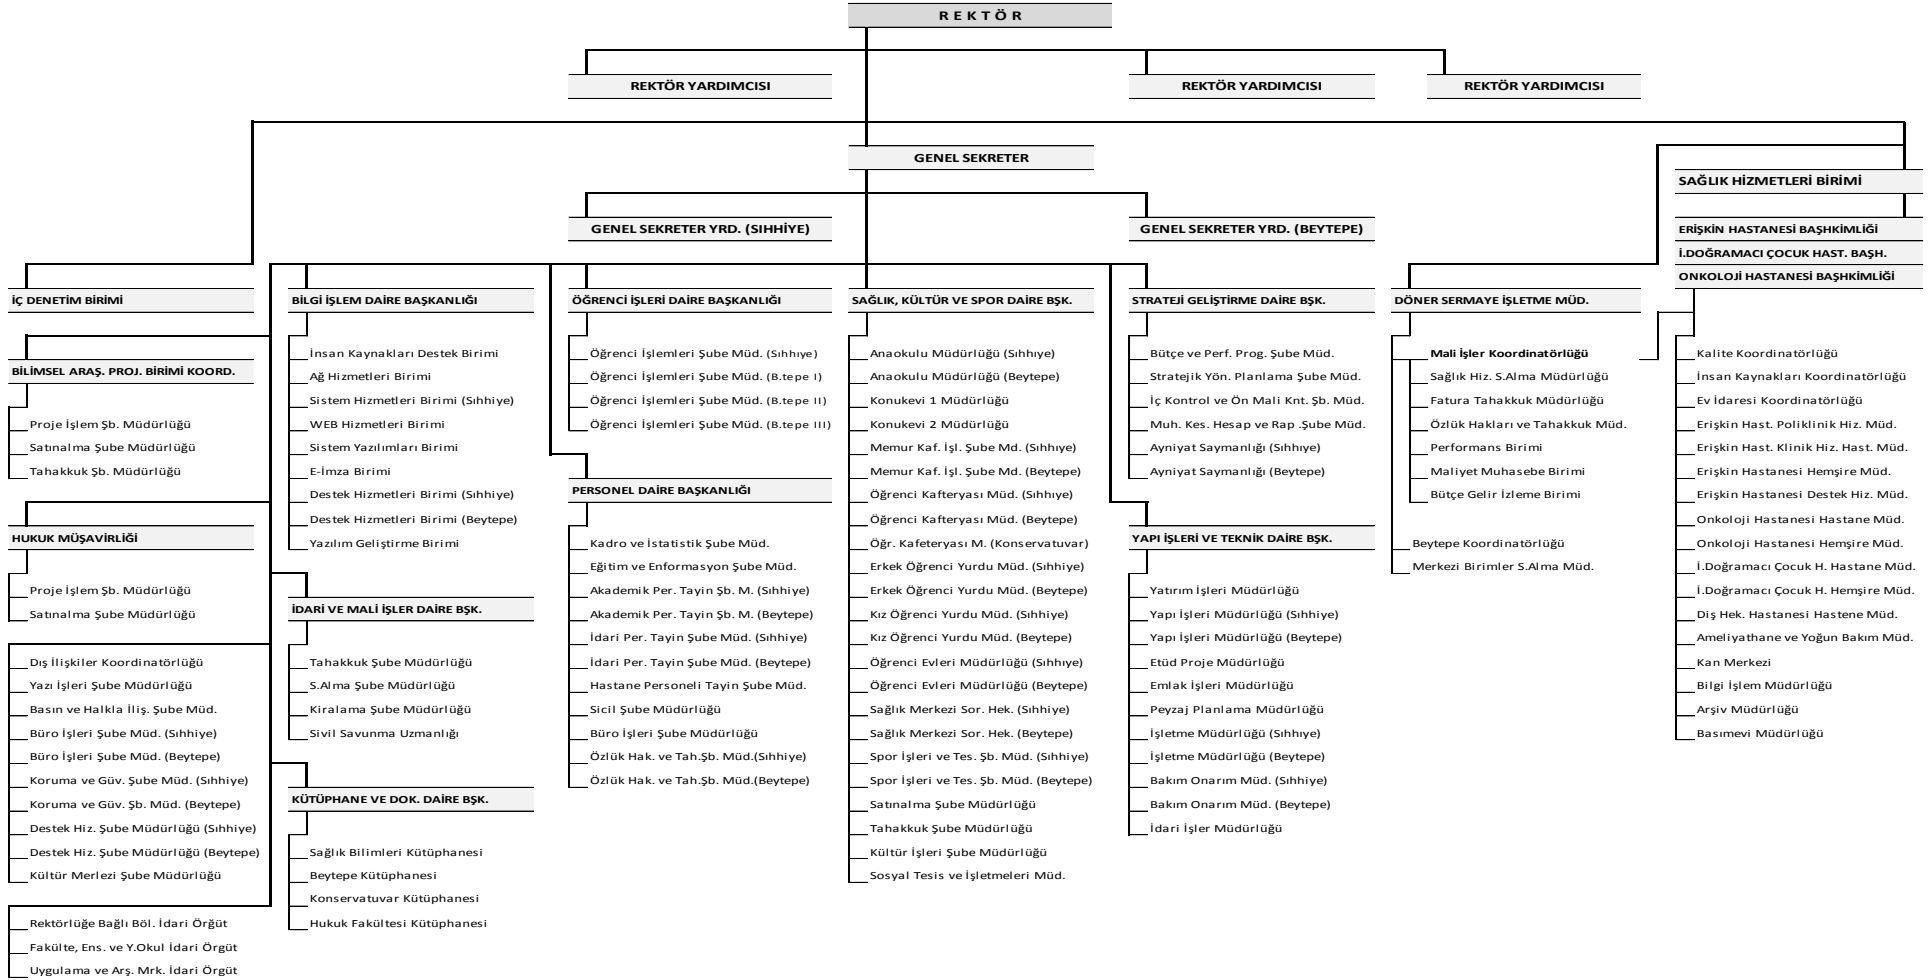 R E K T Ö R
REKTÖR YARDIMCISI
REKTÖR YARDIMCISI
REKTÖR YARDIMCISI
GENEL SEKRETER
SAĞLIK HİZMETLERİ BİRİMİ
GENEL SEKRETER YRD. (SIHHİYE)
GENEL SEKRETER YRD. (BEYTEPE)
ERİŞKİN HASTANESİ BAŞHKİMLİĞİ
İ.DOĞRAMACI ÇOCUK HAST. BAŞH.
ONKOLOJİ HASTANESİ BAŞHKİMLİĞİ
İÇ DENETİM BİRİMİ
BİLİMSEL ARAŞ. PROJ. BİRİMİ KOORD.
Proje İşlem Şb. Müdürlüğü
Satınalma Şube Müdürlüğü
Tahakkuk Şb. Müdürlüğü
HUKUK MÜŞAVİRLİĞİ
Proje İşlem Şb. Müdürlüğü
Satınalma Şube Müdürlüğü
Dış İlişkiler Koordinatörlüğü
Yazı İşleri Şube Müdürlüğü
Basın ve Halkla İliş. Şube Müd.
Büro İşleri Şube Müd. (Sıhhiye)
Büro İşleri Şube Müd. (Beytepe)
Koruma ve Güv. Şube Müd. (Sıhhiye)
Koruma ve Güv. Şb. Müd. (Beytepe)
Destek Hiz. Şube Müdürlüğü (Sıhhiye)
Destek Hiz. Şube Müdürlüğü (Beytepe)
Kültür Merlezi Şube Müdürlüğü
Rektörlüğe Bağlı Böl. İdari Örğüt
Fakülte, Ens. ve Y.Okul İdari Örgüt
Uygulama ve Arş. Mrk. İdari Örgüt
BİLGİ İŞLEM DAİRE BAŞKANLIĞI
İnsan Kaynakları Destek Birimi
Ağ Hizmetleri Birimi
Sistem Hizmetleri Birimi (Sıhhiye)
WEB Hizmetleri Birimi
Sistem Yazılımları Birimi
E-İmza Birimi
Destek Hizmetleri Birimi (Sıhhiye)
Destek Hizmetleri Birimi (Beytepe)
Yazılım Geliştirme Birimi
İDARİ VE MALİ İŞLER DAİRE BŞK.
Tahakkuk Şube Müdürlüğü
S.Alma Şube Müdürlüğü
Kiralama Şube Müdürlüğü
Sivil Savunma Uzmanlığı
KÜTÜPHANE VE DOK. DAİRE BŞK.
Sağlık Bilimleri Kütüphanesi
Beytepe Kütüphanesi
Konservatuvar Kütüphanesi
Hukuk Fakültesi Kütüphanesi
ÖĞRENCİ İŞLERİ DAİRE BAŞKANLIĞI
Öğrenci İşlemleri Şube Müd. (Sıhhıye)
Öğrenci İşlemleri Şube Müd. (B.tepe I)
Öğrenci İşlemleri Şube Müd. (B.tepe II)
Öğrenci İşlemleri Şube Müd. (B.tepe III)
PERSONEL DAİRE BAŞKANLIĞI
Kadro ve İstatistik Şube Müd.
Eğitim ve Enformasyon Şube Müd.
Akademik Per. Tayin Şb. M. (Sıhhiye)
Akademik Per. Tayin Şb. M. (Beytepe)
İdari Per. Tayin Şube Müd. (Sıhhiye)
İdari Per. Tayin Şube Müd. (Beytepe)
Hastane Personeli Tayin Şube Müd.
Sicil Şube Müdürlüğü
Büro İşleri Şube Müdürlüğü
Özlük Hak. ve Tah.Şb. Müd.(Sıhhiye)
Özlük Hak. ve Tah.Şb. Müd.(Beytepe)
SAĞLIK, KÜLTÜR VE SPOR DAİRE BŞK.
Anaokulu Müdürlüğü (Sıhhıye)
Anaokulu Müdürlüğü (Beytepe)
Konukevi 1 Müdürlüğü
Konukevi 2 Müdürlüğü
Memur Kaf. İşl. Şube Md. (Sıhhıye)
Memur Kaf. İşl. Şube Md. (Beytepe)
Öğrenci Kafteryası Müd. (Sıhhıye)
Öğrenci Kafteryası Müd. (Beytepe)
Öğr. Kafeteryası M. (Konservatuvar)
Erkek Öğrenci Yurdu Müd. (Sıhhiye)
Erkek Öğrenci Yurdu Müd. (Beytepe)
Kız Öğrenci Yurdu Müd. (Sıhhiye)
Kız Öğrenci Yurdu Müd. (Beytepe)
Öğrenci Evleri Müdürlüğü (Sıhhıye)
Öğrenci Evleri Müdürlüğü (Beytepe)
Sağlık Merkezi Sor. Hek. (Sıhhiye)
Sağlık Merkezi Sor. Hek. (Beytepe)
Spor İşleri ve Tes. Şb. Müd. (Sıhhiye)
Spor İşleri ve Tes. Şb. Müd. (Beytepe)
Satınalma Şube Müdürlüğü
Tahakkuk Şube Müdürlüğü
Kültür İşleri Şube Müdürlüğü
Sosyal Tesis ve İşletmeleri Müd.
STRATEJİ GELİŞTİRME DAİRE BŞK.
Bütçe ve Perf. Prog. Şube Müd.
Stratejik Yön. Planlama Şube Müd.
İç Kontrol ve Ön Mali Knt. Şb. Müd.
Muh. Kes. Hesap ve Rap .Şube Müd.
Ayniyat Saymanlığı (Sıhhıye)
Ayniyat Saymanlığı (Beytepe)
YAPI İŞLERİ VE TEKNİK DAİRE BŞK.
Yatırım İşleri Müdürlüğü
Yapı İşleri Müdürlüğü (Sıhhiye)
Yapı İşleri Müdürlüğü (Beytepe)
Etüd Proje Müdürlüğü
Emlak İşleri Müdürlüğü
Peyzaj Planlama Müdürlüğü
İşletme Müdürlüğü (Sıhhiye)
İşletme Müdürlüğü (Beytepe)
Bakım Onarım Müd. (Sıhhiye)
Bakım Onarım Müd. (Beytepe)
İdari İşler Müdürlüğü
DÖNER SERMAYE İŞLETME MÜD.
Mali İşler Koordinatörlüğü
Sağlık Hiz. S.Alma Müdürlüğü
Fatura Tahakkuk Müdürlüğü
Özlük Hakları ve Tahakkuk Müd.
Performans Birimi
Maliyet Muhasebe Birimi
Bütçe Gelir İzleme Birimi
Beytepe Koordinatörlüğü
Merkezi Birimler S.Alma Müd.
Kalite Koordinatörlüğü
İnsan Kaynakları Koordinatörlüğü
Ev İdaresi Koordinatörlüğü
Erişkin Hast. Poliklinik Hiz. Müd.
Erişkin Hast. Klinik Hiz. Hast. Müd.
Erişkin Hastanesi Hemşire Müd.
Erişkin Hastanesi Destek Hiz. Müd.
Onkoloji Hastanesi Hastane Müd.
Onkoloji Hastanesi Hemşire Müd.
İ.Doğramacı Çocuk H. Hastane Müd.
İ.Doğramacı Çocuk H. Hemşire Müd.
Diş Hek. Hastanesi Hastene Müd.
Ameliyathane ve Yoğun Bakım Müd.
Kan Merkezi
Bilgi İşlem Müdürlüğü
Arşiv Müdürlüğü
Basımevi Müdürlüğü